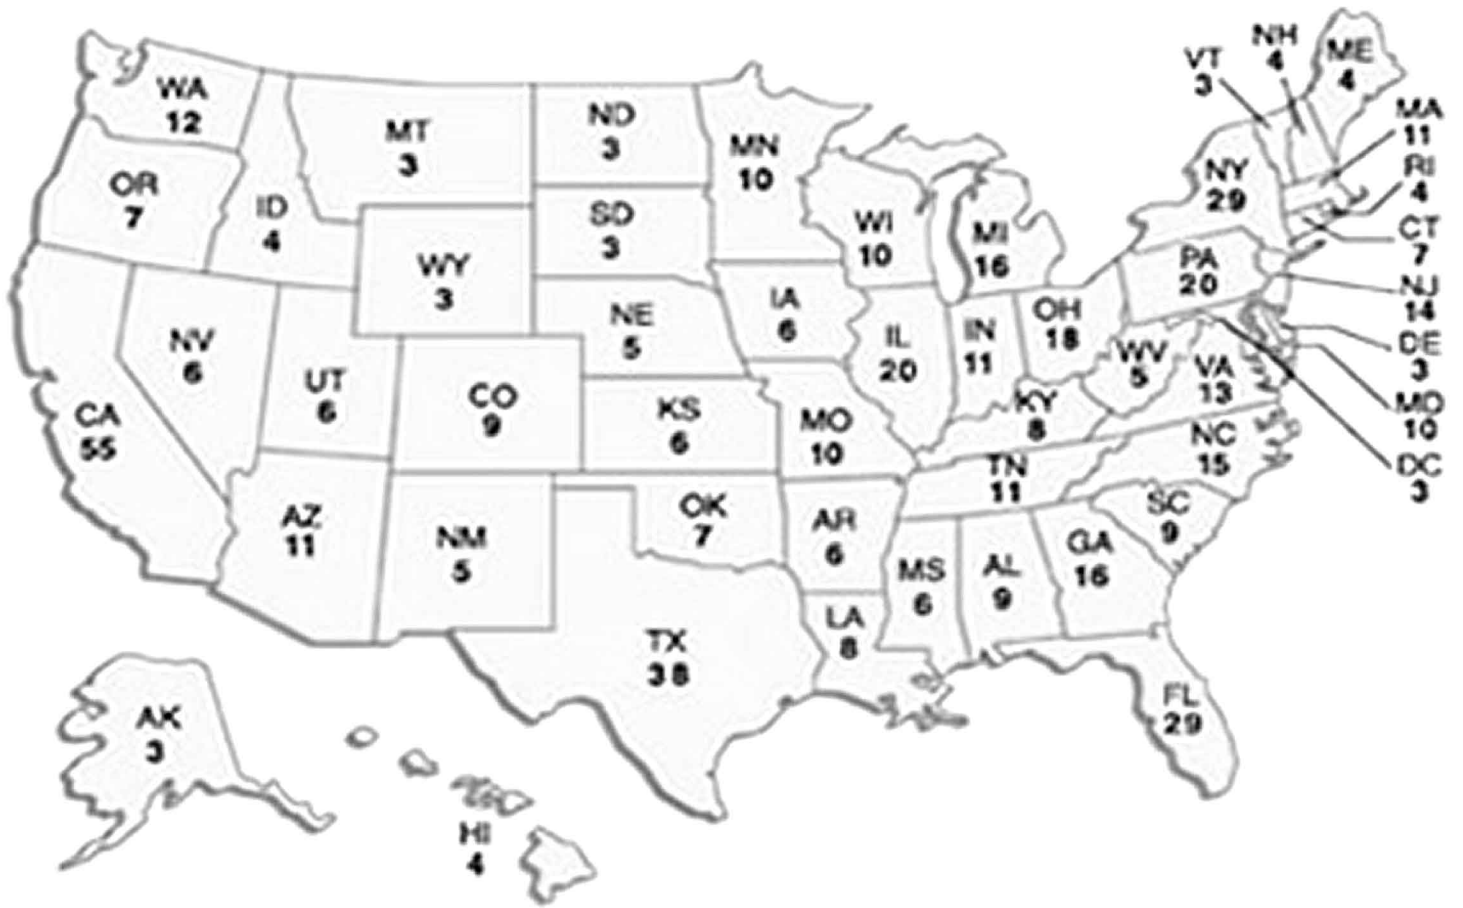 WA
12
OR
7
CA
55
ID
4
NV
6
MT
3
WY
3
UT
6
AZ
11
CO
9
NM
5
ND
3
SD
3
NE
5
KS
6
OK
7
TX
38
MN
10
IA
6
MO
10
AR
6
LA
8
WI
10
IL
20
MI
16
IN
11
OH
18
KY
8
TN
11
MS
6
AL
9
GA
16
FL
29
SC
9
NC
15
VA
13
WV
5
PA
20
NY
29
VT
3
NH
4
ME
4
MA
11
RI
4
CT
7
NJ
14
DE
3
MD
10
DC
3
AK
3
HI
4